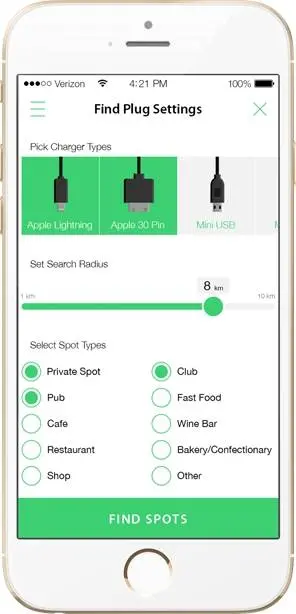 Verizon 4:21 PM 100%
Find Plug Settings
Pick Charger Types
Apple Lightning Apple 30 Pin Mini USB
Set Search Radius
8 km
1 km 10 km
Select Spot Types
Private Spot Club
Pub Fast Food
Cafe Wine Bar
Restaurant Bakery/Confectionary
Shop Other
FIND SPOTS